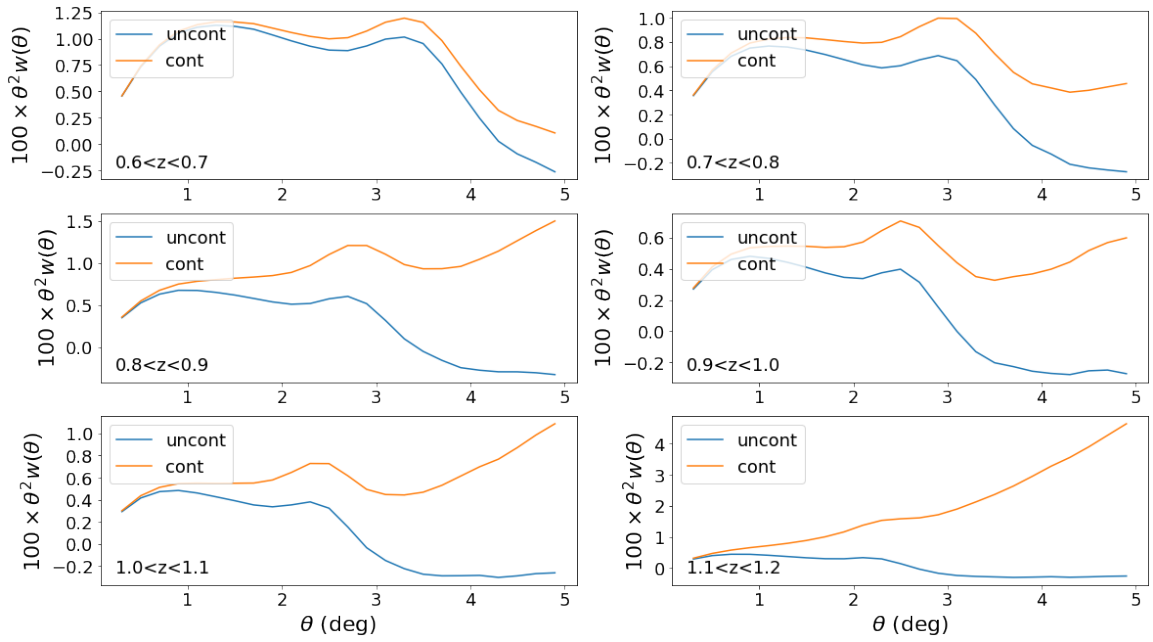 100 × θ² w(θ)
1.25
1.00
0.75
0.50
0.25
0.00
−0.25
uncont
cont
0.6<z<0.7
1 2 3 4 5
100 × θ² w(θ)
1.0
0.8
0.6
0.4
0.2
0.0
−0.2
uncont
cont
0.7<z<0.8
1 2 3 4 5
100 × θ² w(θ)
1.5
1.0
0.5
0.0
uncont
cont
0.8<z<0.9
1 2 3 4 5
100 × θ² w(θ)
0.6
0.4
0.2
0.0
−0.2
uncont
cont
0.9<z<1.0
1 2 3 4 5
100 × θ² w(θ)
1.0
0.8
0.6
0.4
0.2
0.0
−0.2
uncont
cont
1.0<z<1.1
1 2 3 4 5
θ (deg)
100 × θ² w(θ)
4
3
2
1
0
uncont
cont
1.1<z<1.2
1 2 3 4 5
θ (deg)